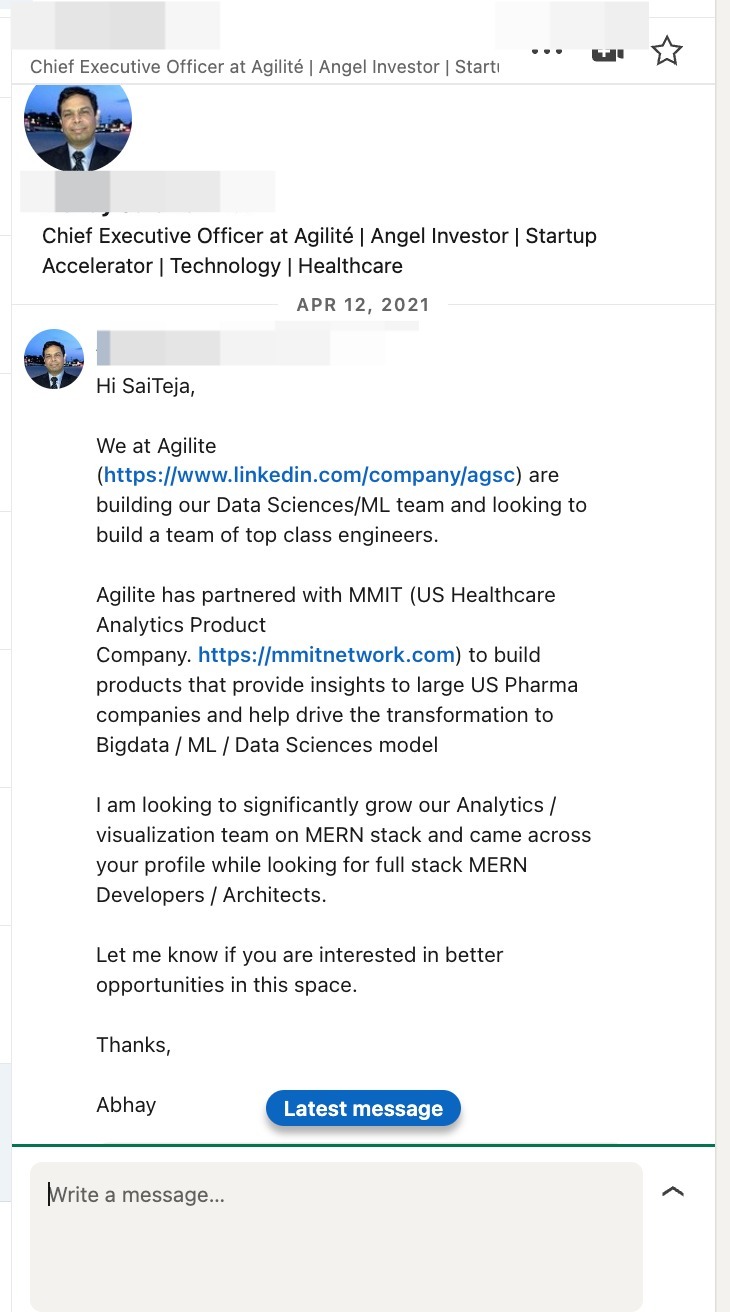 Chief Executive Officer at Agilité | Angel Investor | Start
Chief Executive Officer at Agilité | Angel Investor | Startup
Accelerator | Technology | Healthcare
APR 12, 2021
Hi SaiTeja,
We at Agilite
(https://www.linkedin.com/company/agsc) are
building our Data Sciences/ML team and looking to
build a team of top class engineers.
Agilite has partnered with MMIT (US Healthcare
Analytics Product
Company. https://mmitnetwork.com) to build
products that provide insights to large US Pharma
companies and help drive the transformation to
Bigdata / ML / Data Sciences model
I am looking to significantly grow our Analytics /
visualization team on MERN stack and came across
your profile while looking for full stack MERN
Developers / Architects.
Let me know if you are interested in better
opportunities in this space.
Thanks,
Abhay
Latest message
Write a message...